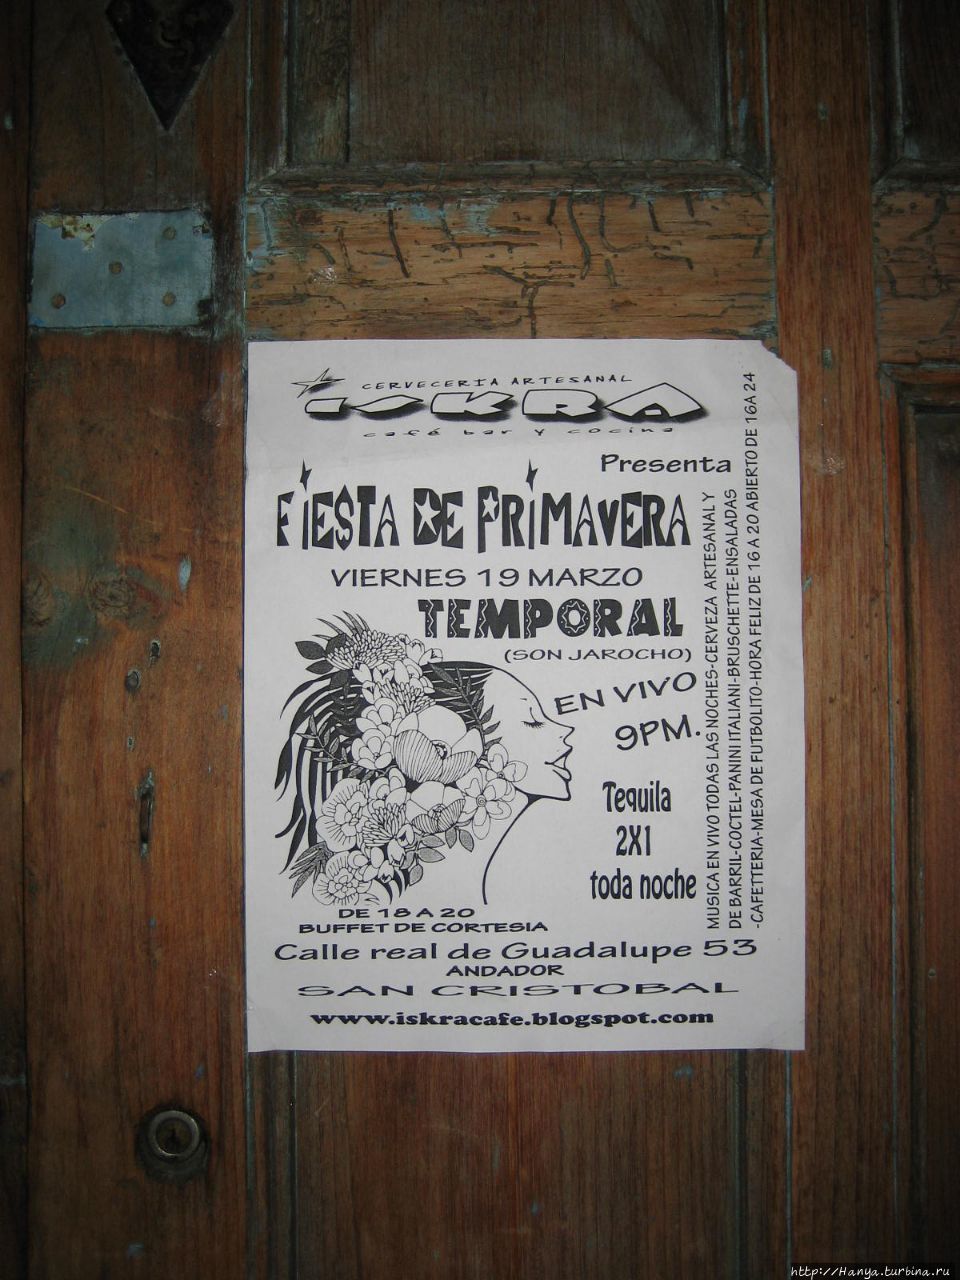 CERVECERIA ARTESANAL
ISKRA
café bar y cocina
Presenta
FIESTA DE PRIMAVERA
VIERNES 19 MARZO
TEMPORAL
(SON JAROCHO)
EN VIVO
9PM.
Tequila
2X1
toda noche
DE 18 A 20
BUFFET DE CORTESIA
Calle real de Guadalupe 53
ANDADOR
SAN CRISTOBAL
www.iskracafe.blogspot.com
MUSICA EN VIVO TODAS LAS NOCHES-CERVEZA ARTESANAL Y
DE BARRIL-COCTEL-PANINI ITALIANI-BRUSCHETTE-ENSALADAS
-CAFETTERIA-MESA DE FUTBOLITO-HORA FELIZ DE 16 A 20 ABIERTO DE 16 A 24
http://Hanya.turbina.ru